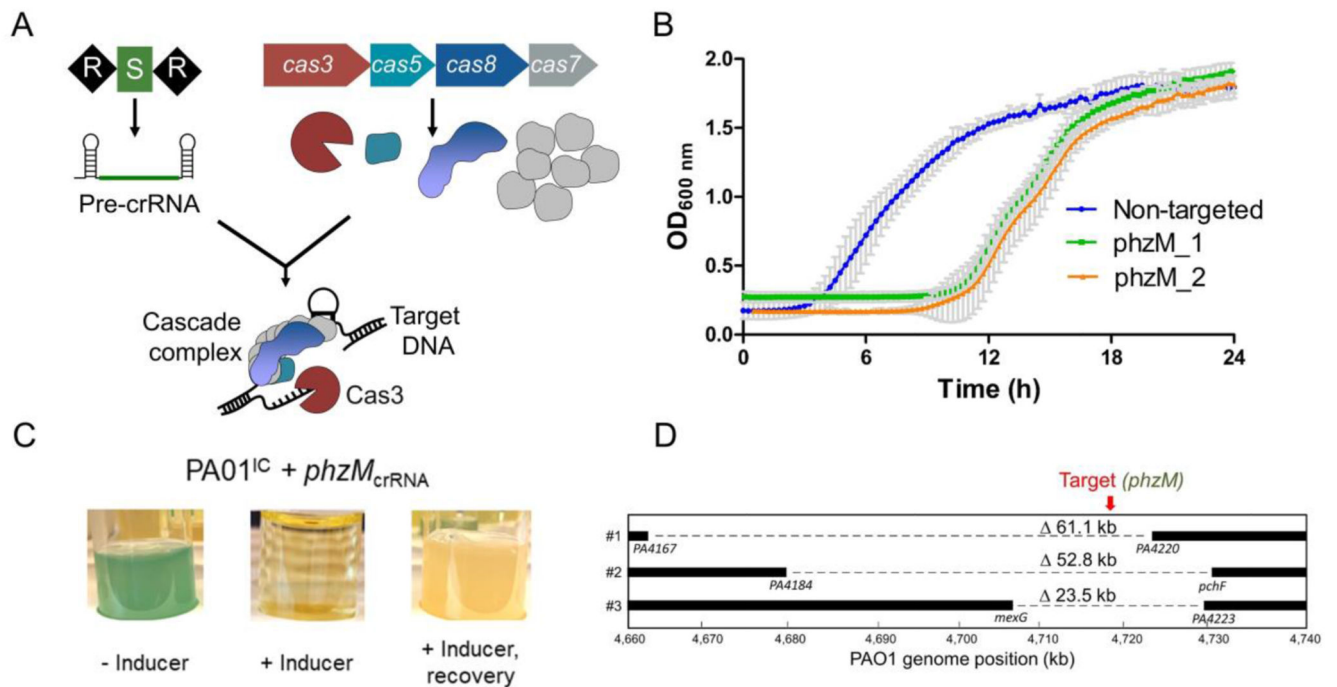 A
R S R
cas3 cas5 cas8 cas7
Pre-crRNA
Cascade
complex
Target
DNA
Cas3
B
OD600 nm
2.0
1.5
1.0
0.5
0.0
Non-targeted
phzM_1
phzM_2
0 6 12 18 24
Time (h)
C
PA01IC + phzMcrRNA
- Inducer
+ Inducer
+ Inducer,
recovery
D
Target (phzM)
#1
Δ 61.1 kb
PA4167
PA4220
#2
Δ 52.8 kb
PA4184
pchF
#3
Δ 23.5 kb
mexG
PA4223
4,660 4,670 4,680 4,690 4,700 4,710 4,720 4,730 4,740
PAO1 genome position (kb)